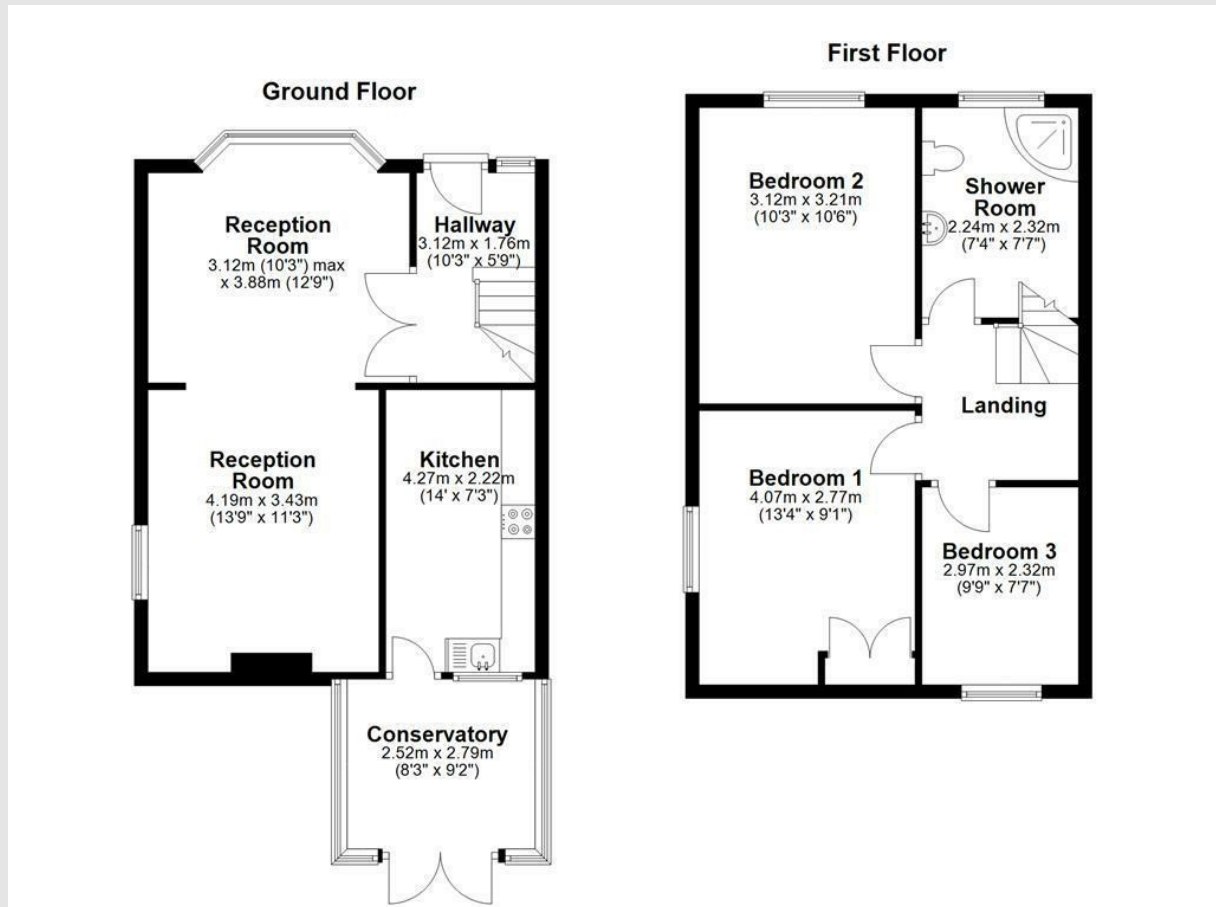 Ground Floor
Reception
Room
3.12m (10'3") max
x 3.88m (12'9")
Hallway
3.12m x 1.76m
(10'3" x 5'9")
Reception
Room
4.19m x 3.43m
(13'9" x 11'3")
Kitchen
4.27m x 2.22m
(14' x 7'3")
Conservatory
2.52m x 2.79m
(8'3" x 9'2")
First Floor
Bedroom 2
3.12m x 3.21m
(10'3" x 10'6")
Shower
Room
2.24m x 2.32m
(7'4" x 7'7")
Landing
Bedroom 1
4.07m x 2.77m
(13'4" x 9'1")
Bedroom 3
2.97m x 2.32m
(9'9" x 7'7")